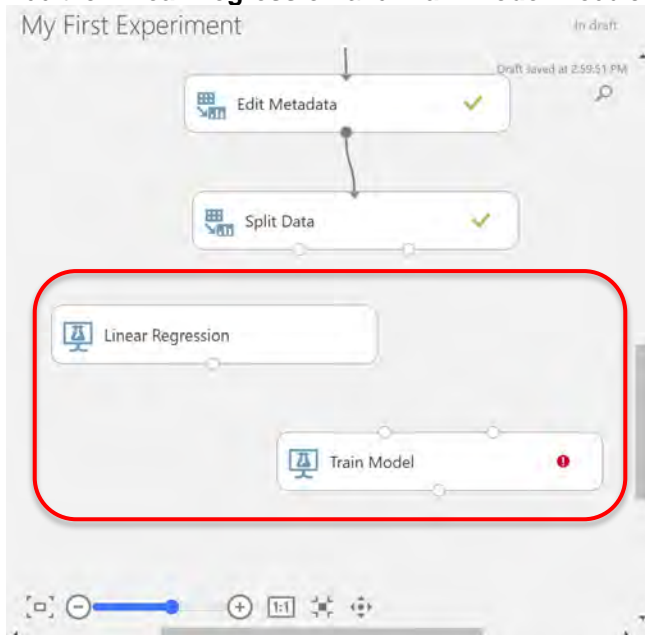 My First Experiment
In draft
Draft saved at 2:59:51 PM
Edit Metadata
Split Data
Linear Regression
Train Model
1:1